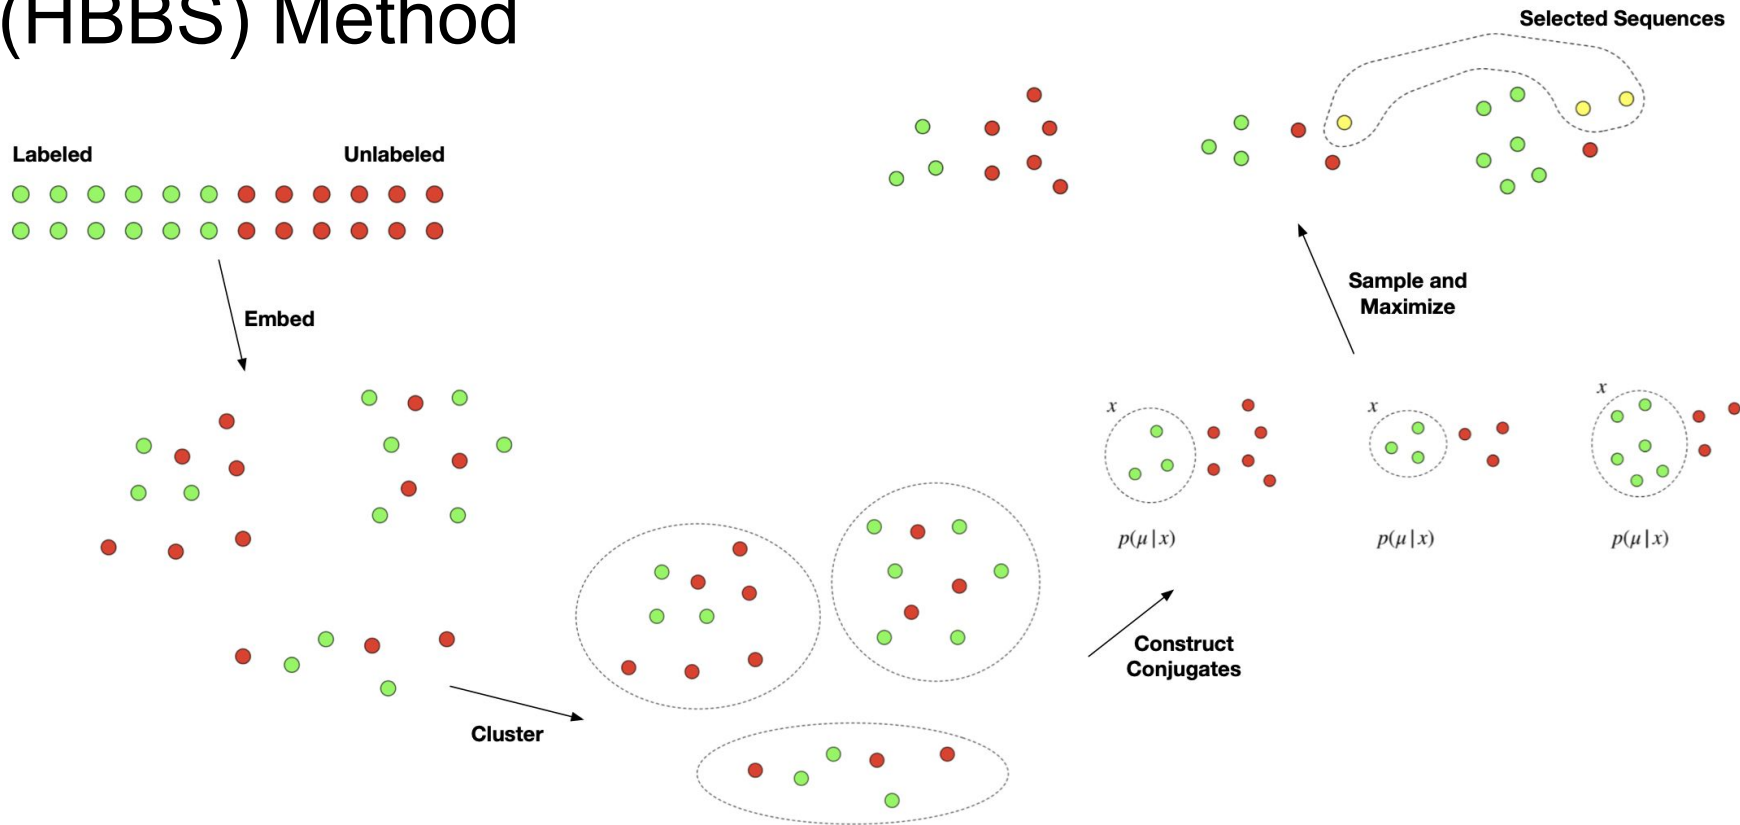 (HBBS) Method
Selected Sequences
Labeled
Unlabeled
Embed
Sample and
Maximize
x
x
x
p(μ|x)
p(μ|x)
p(μ|x)
Construct
Conjugates
Cluster